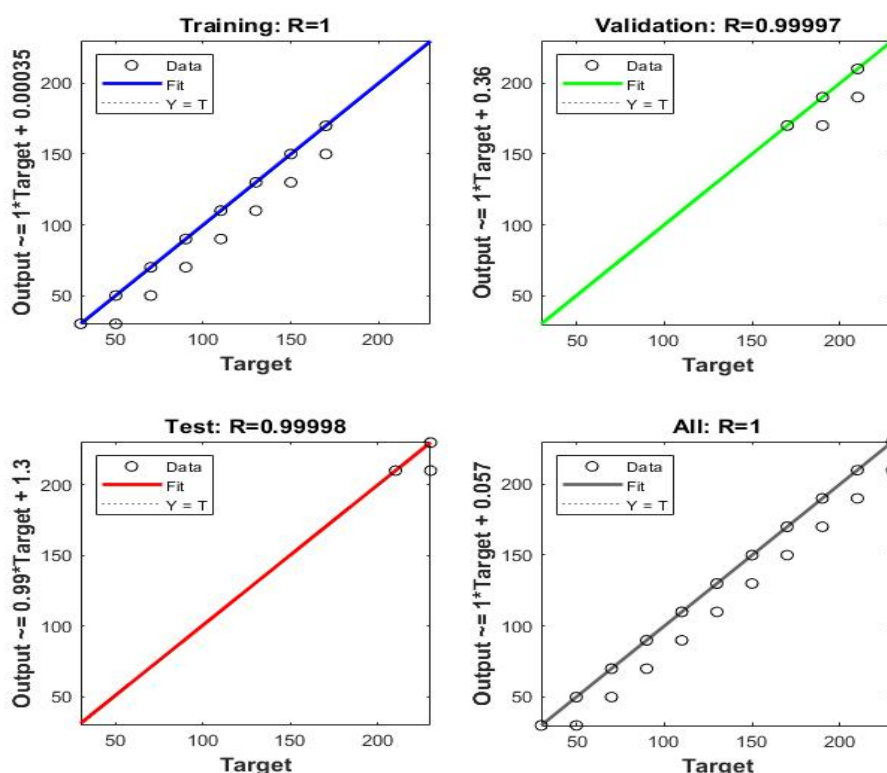 Training: R=1
Output ~= 1*Target + 0.00035
Data
Fit
Y = T
200
150
100
50
50 100 150 200
Target
Validation: R=0.99997
Output ~= 1*Target + 0.36
Data
Fit
Y = T
200
150
100
50
50 100 150 200
Target
Test: R=0.99998
Output ~= 0.99*Target + 1.3
Data
Fit
Y = T
200
150
100
50
50 100 150 200
Target
All: R=1
Output ~= 1*Target + 0.057
Data
Fit
Y = T
200
150
100
50
50 100 150 200
Target